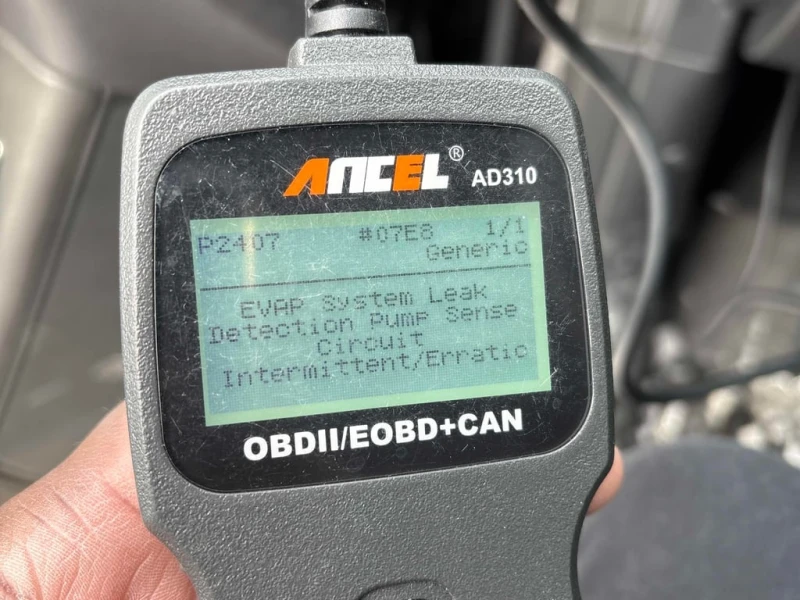 ANCEL® AD310
P2407 #07E8 1/1
Generic
EVAP System Leak
Detection Pump Sense
Circuit
Intermittent/Erratic
OBDII/EOBD+CAN